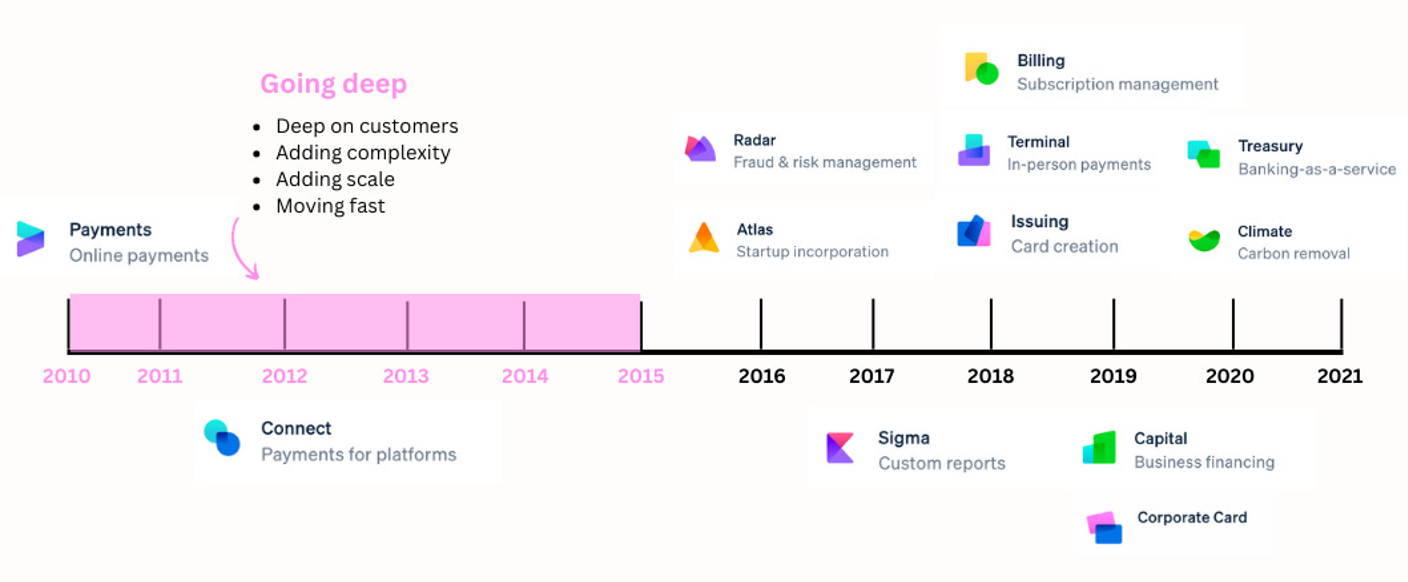 Going deep
• Deep on customers
• Adding complexity
• Adding scale
• Moving fast
Payments
Online payments
Radar
Fraud & risk management
Atlas
Startup incorporation
Billing
Subscription management
Terminal
In-person payments
Issuing
Card creation
Treasury
Banking-as-a-service
Climate
Carbon removal
2010 2011 2012 2013 2014 2015 2016 2017 2018 2019 2020 2021
Connect
Payments for platforms
Sigma
Custom reports
Capital
Business financing
Corporate Card